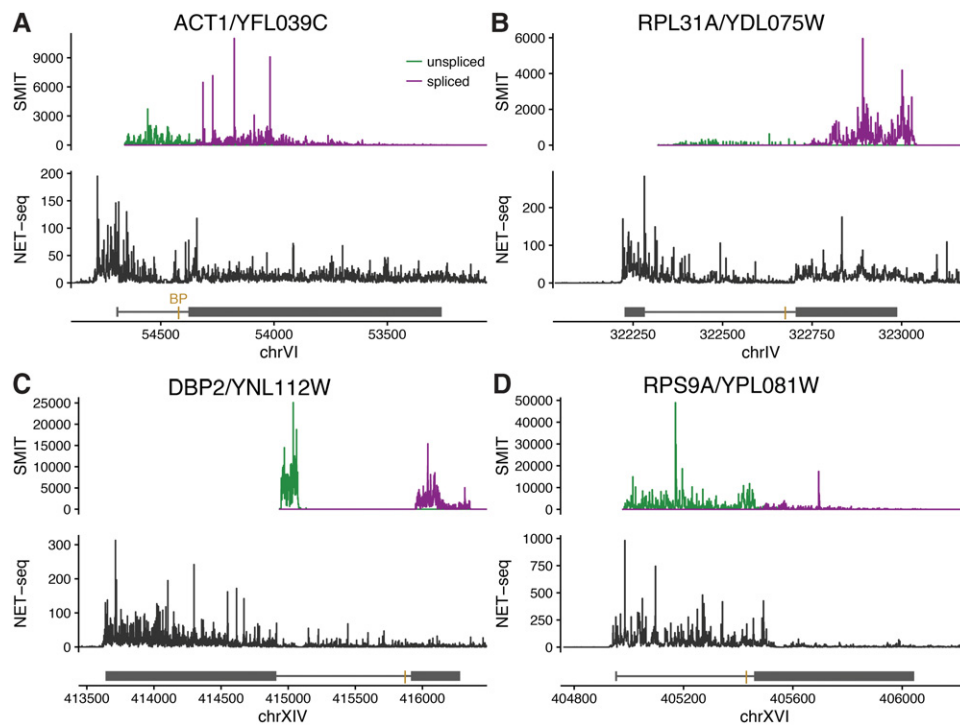 A
ACT1/YFL039C
SMIT
9000
6000
3000
0
unspliced
spliced
NET-seq
200
150
100
50
0
BP
54500
54000
53500
chrVI
B
RPL31A/YDL075W
SMIT
6000
4000
2000
0
NET-seq
200
100
0
322250
322500
322750
323000
chrIV
C
DBP2/YNL112W
SMIT
25000
20000
15000
10000
5000
0
NET-seq
300
200
100
0
413500
414000
414500
415000
415500
416000
chrXIV
D
RPS9A/YPL081W
SMIT
50000
40000
30000
20000
10000
0
NET-seq
1000
750
500
250
0
404800
405200
405600
406000
chrXVI